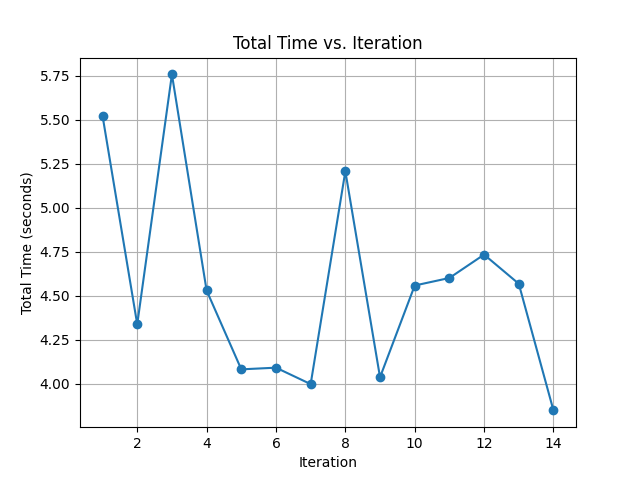 Total Time vs. Iteration
Total Time (seconds)
5.75
5.50
5.25
5.00
4.75
4.50
4.25
4.00
2 4 6 8 10 12 14
Iteration